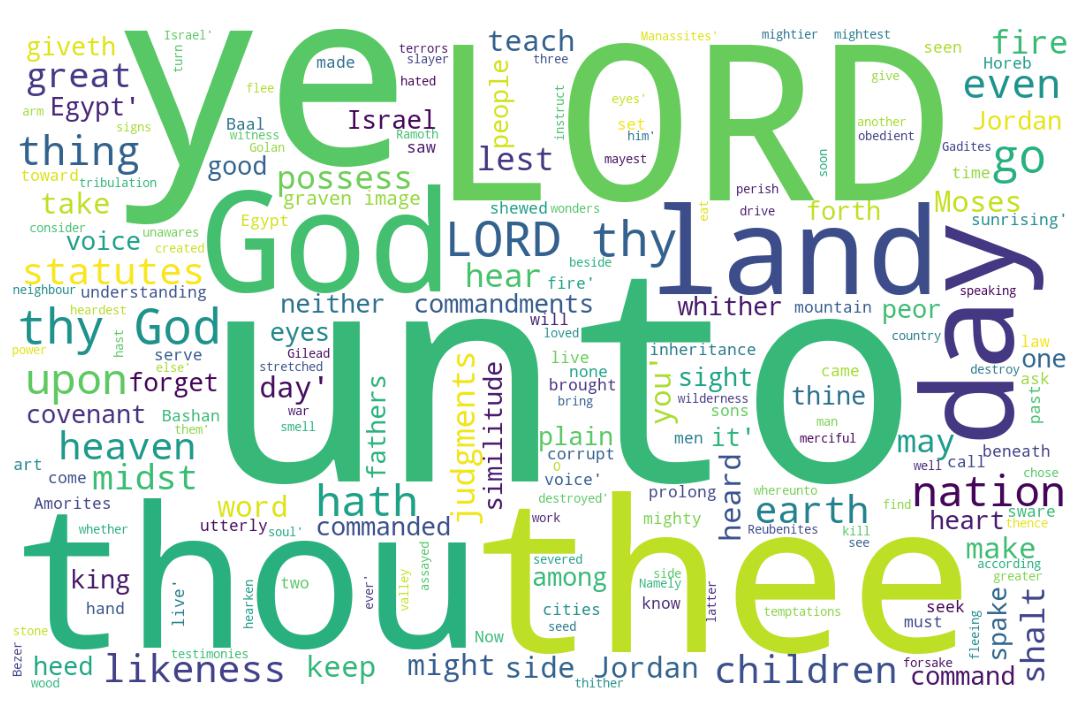 giveth
Israel'
turn
ye
LORD
made
terrors
slayer
teach
three
Manassites'
mightier
mightest
seen
fire
great
arm
Egypt'
flee
hated
people
instruct
eyes'
give
Horeb
even
signs
Baal
witness
Golan
Israel
Ramoth
saw
set
him'
another
obedient
Jordan
thing
good
lest
mayest
soon
Gadites
go
toward
tribulation
possess
graven image
perish
time
take
God
Egypt
shewed
wonders
eat
drive
forth
Moses
sunrising'
consider
voice
unawares
created
LORD thy
land
day
statutes
hear
beside
fire'
neighbour
understanding
neither
commandments
whither
mountain
peor
speaking
heardest
thy God
unto
eyes
will
loved
country
power
hast
serve
else'
Gilead
stretched
live
none
inheritance
law
one
upon
forget
day'
judgments
similitude
brought
bring
you'
sight
wilderness
sons
came
thine
destroy
ask
past
covenant
Bashan
them'
war
smell
fathers
plain
corrupt
men
it'
man
merciful
may
heaven
beneath
art
come
midst
o
voice'
heard
well
call
chose
Amorites
word
hath
destroyed'
prolong
whereunto
find
nation
whether
utterly
soul'
commanded
work
mighty
earth
Reubenites
kill
see
heart
sware
thence
thou
thee
king
two
assayed
severed
among
side
Namely
make
according
greater
hand
live'
hearken
ever'
valley
cities
seed
know
latter
temptations
seek
must
fleeing
spake
shalt
stone
Bezer
Now
testimonies
heed
wood
likeness
keep
might
side Jordan
thither
children
forsake
command